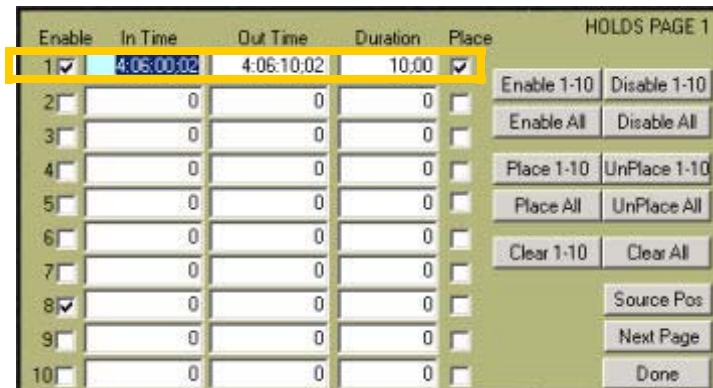 HOLDS PAGE 1
Enable In Time Out Time Duration Place
1 4:06:00;02 4:06:10;02 10;00
2 0 0 0
3 0 0 0
4 0 0 0
5 0 0 0
6 0 0 0
7 0 0 0
8 0 0 0
9 0 0 0
10 0 0 0
Enable 1-10 Disable 1-10
Enable All Disable All
Place 1-10 UnPlace 1-10
Place All UnPlace All
Clear 1-10 Clear All
Source Pos
Next Page
Done